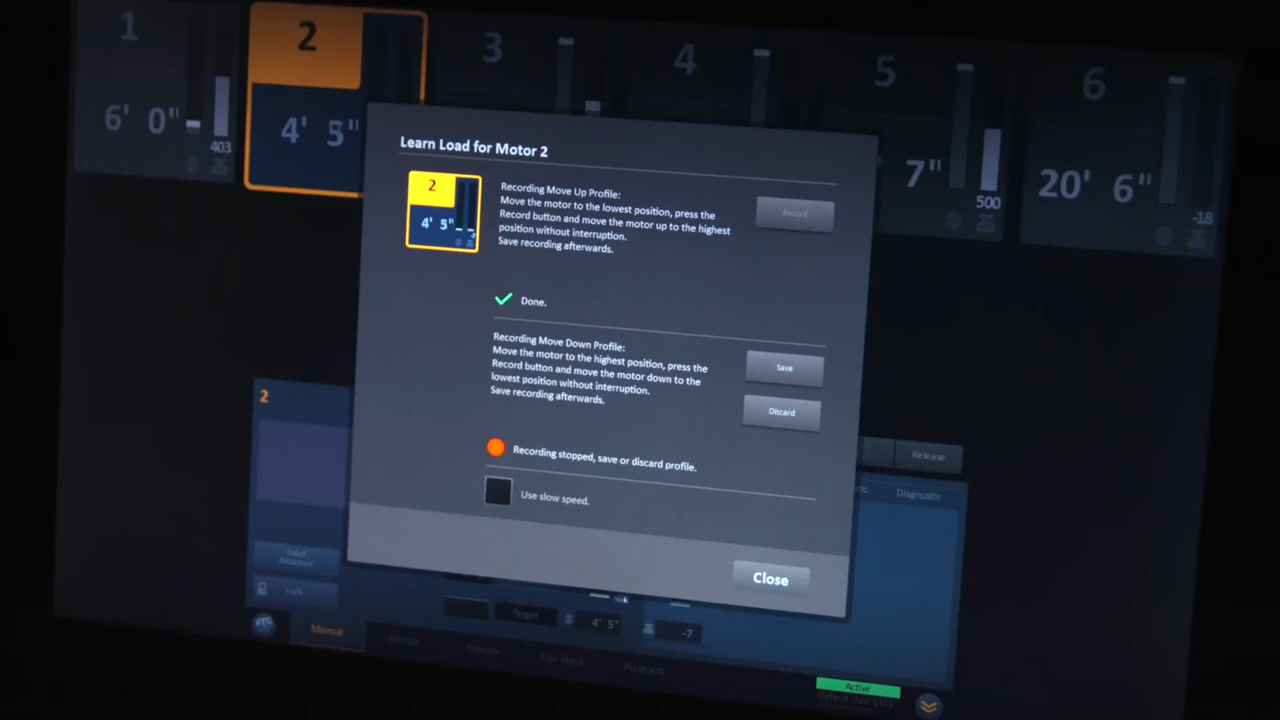 1
2
3
4
5
6
6' 0"
403
4' 5"
7"
500
20' 6"
-18
Learn Load for Motor 2
2
4' 5"
Recording Move Up Profile:
Move the motor to the lowest position, press the
Record button and move the motor up to the highest
position without interruption.
Save recording afterwards.
Record
Done.
Recording Move Down Profile:
Move the motor to the highest position, press the
Record button and move the motor down to the
lowest position without interruption.
Save recording afterwards.
Save
Discard
Recording stopped, save or discard profile.
Use slow speed.
Close
2
Release
Diagnostic
Load
Attached
Lock
Target
4' 5"
-7
Manual
Presets
Cue Stack
Playback
Active